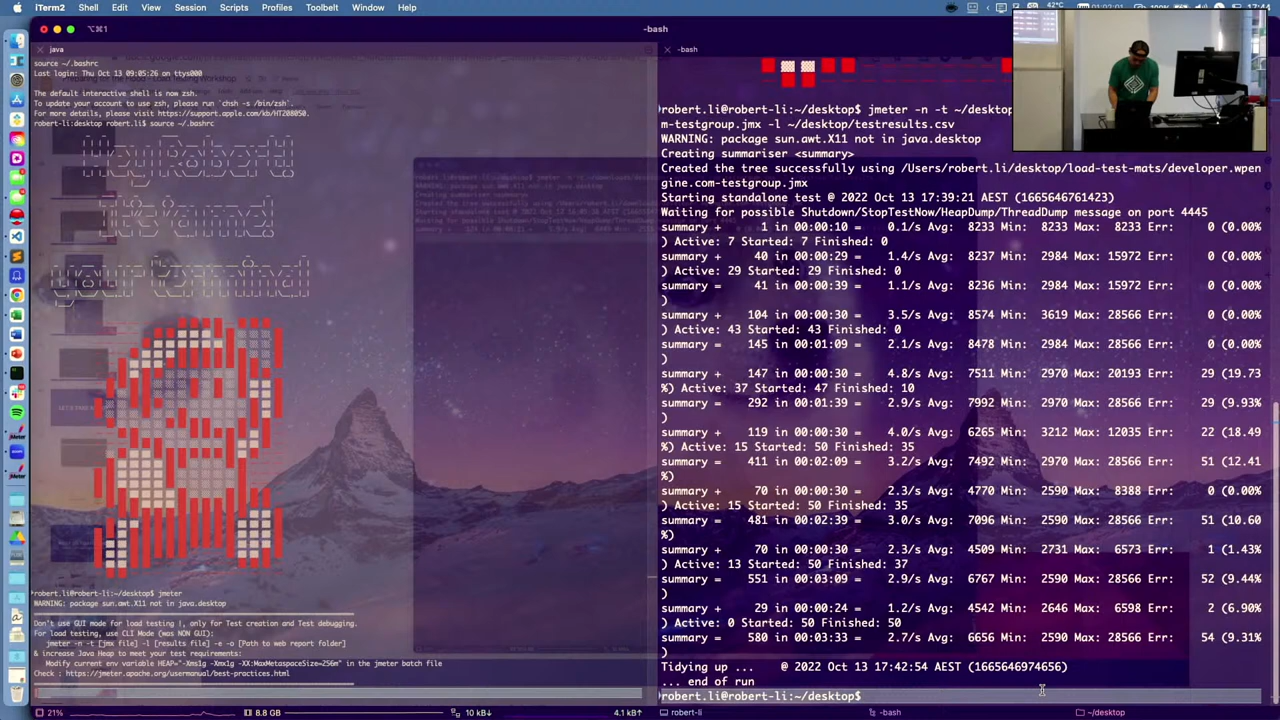 iTerm2 Shell Edit View Session Scripts Profiles Toolbelt Window Help
42°C
17:44
⌥⌘1
-bash
java
source ~/.bashrc
Last login: Thu Oct 13 09:05:26 on ttys000
The default interactive shell is now zsh.
To update your account to use zsh, please run `chsh -s /bin/zsh`.
For more details, please visit https://support.apple.com/kb/HT208050.
robert-li:desktop robert.li$ source ~/.bashrc
robert.li@robert-li:~/desktop$ jmeter
WARNING: package sun.awt.X11 not in java.desktop
================================================================================
Don't use GUI mode for load testing !, only for Test creation and Test debugging.
For load testing, use CLI Mode (was NON GUI):
jmeter -n -t [jmx file] -l [results file] -e -o [Path to web report folder]
& increase Java Heap to meet your test requirements:
Modify current env variable HEAP="-Xms1g -Xmx1g -XX:MaxMetaspaceSize=256m" in the jmeter batch file
Check : https://jmeter.apache.org/usermanual/best-practices.html
================================================================================
21%
8.8 GB
10 kB↓
4.1 kB↑
-bash
robert.li@robert-li:~/desktop$ jmeter -n -t ~/desktop
m-testgroup.jmx -l ~/desktop/testresults.csv
WARNING: package sun.awt.X11 not in java.desktop
Creating summariser <summary>
Created the tree successfully using /Users/robert.li/desktop/load-test-mats/developer.wpen
gine.com-testgroup.jmx
Starting standalone test @ 2022 Oct 13 17:39:21 AEST (1665646761423)
Waiting for possible Shutdown/StopTestNow/HeapDump/ThreadDump message on port 4445
summary + 1 in 00:00:10 = 0.1/s Avg: 8233 Min: 8233 Max: 8233 Err: 0 (0.00%
) Active: 7 Started: 7 Finished: 0
summary + 40 in 00:00:29 = 1.4/s Avg: 8237 Min: 2984 Max: 15972 Err: 0 (0.00%
) Active: 29 Started: 29 Finished: 0
summary = 41 in 00:00:39 = 1.1/s Avg: 8236 Min: 2984 Max: 15972 Err: 0 (0.00%
)
summary + 104 in 00:00:30 = 3.5/s Avg: 8574 Min: 3619 Max: 28566 Err: 0 (0.00%
) Active: 43 Started: 43 Finished: 0
summary = 145 in 00:01:09 = 2.1/s Avg: 8478 Min: 2984 Max: 28566 Err: 0 (0.00%
)
summary + 147 in 00:00:30 = 4.8/s Avg: 7511 Min: 2970 Max: 20193 Err: 29 (19.73
%) Active: 37 Started: 47 Finished: 10
summary = 292 in 00:01:39 = 2.9/s Avg: 7992 Min: 2970 Max: 28566 Err: 29 (9.93%
)
summary + 119 in 00:00:30 = 4.0/s Avg: 6265 Min: 3212 Max: 12035 Err: 22 (18.49
%) Active: 15 Started: 50 Finished: 35
summary = 411 in 00:02:09 = 3.2/s Avg: 7492 Min: 2970 Max: 28566 Err: 51 (12.41
%)
summary + 70 in 00:00:30 = 2.3/s Avg: 4770 Min: 2590 Max: 8388 Err: 0 (0.00%
) Active: 15 Started: 50 Finished: 35
summary = 481 in 00:02:39 = 3.0/s Avg: 7096 Min: 2590 Max: 28566 Err: 51 (10.60
%)
summary + 70 in 00:00:30 = 2.3/s Avg: 4509 Min: 2731 Max: 6573 Err: 1 (1.43%
) Active: 13 Started: 50 Finished: 37
summary = 551 in 00:03:09 = 2.9/s Avg: 6767 Min: 2590 Max: 28566 Err: 52 (9.44%
)
summary + 29 in 00:00:24 = 1.2/s Avg: 4542 Min: 2646 Max: 6598 Err: 2 (6.90%
) Active: 0 Started: 50 Finished: 50
summary = 580 in 00:03:33 = 2.7/s Avg: 6656 Min: 2590 Max: 28566 Err: 54 (9.31%
)
Tidying up ... @ 2022 Oct 13 17:42:54 AEST (1665646974656)
... end of run
robert.li@robert-li:~/desktop$
robert-li
-bash
~/desktop